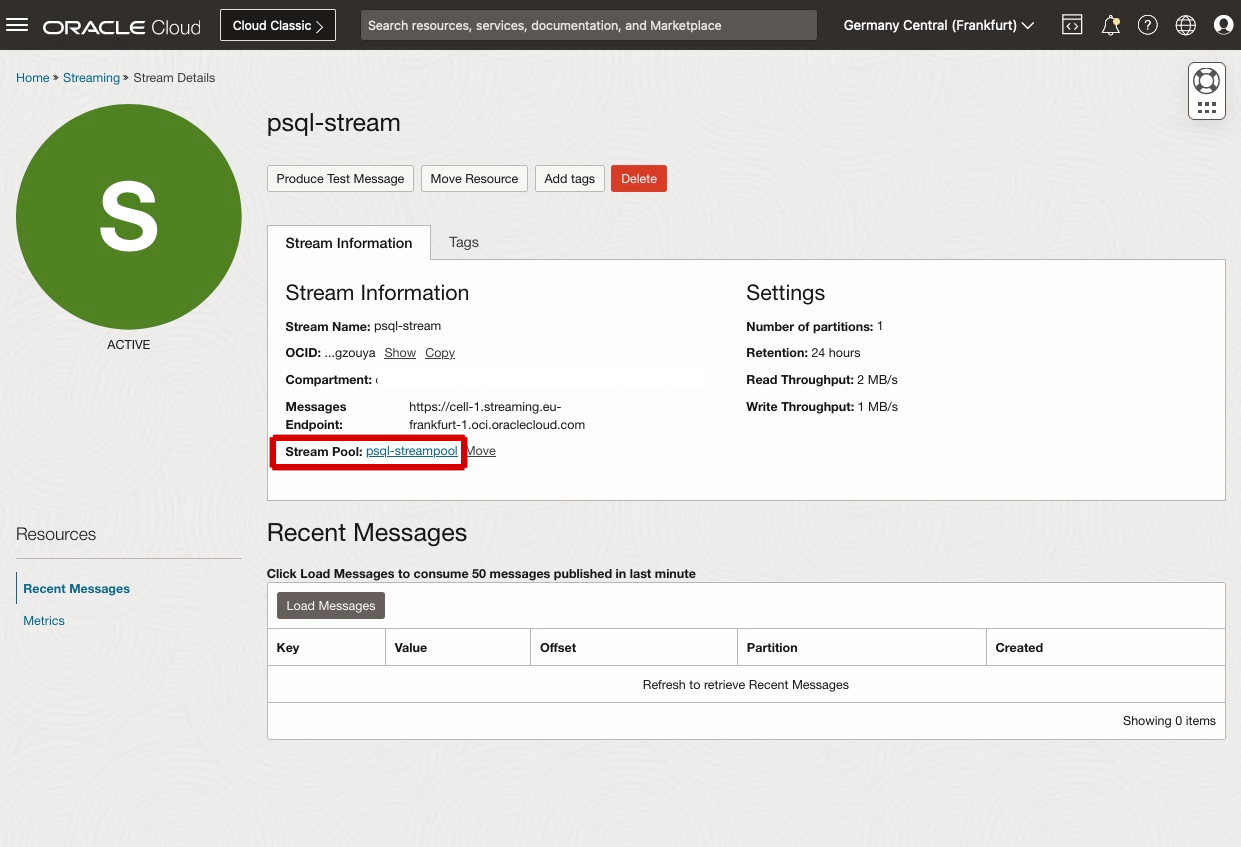 ORACLE Cloud
Cloud Classic
Search resources, services, documentation, and Marketplace
Germany Central (Frankfurt)
Home » Streaming » Stream Details
S
ACTIVE
psql-stream
Produce Test Message
Move Resource
Add tags
Delete
Stream Information
Tags
Stream Information
Stream Name: psql-stream
OCID: ...gzouya Show Copy
Compartment:
Messages Endpoint:
https://cell-1.streaming.eu-
frankfurt-1.oci.oraclecloud.com
Stream Pool: psql-streampool Move
Settings
Number of partitions: 1
Retention: 24 hours
Read Throughput: 2 MB/s
Write Throughput: 1 MB/s
Resources
Recent Messages
Metrics
Recent Messages
Click Load Messages to consume 50 messages published in last minute
Load Messages
Key Value Offset Partition Created
Refresh to retrieve Recent Messages
Showing 0 items